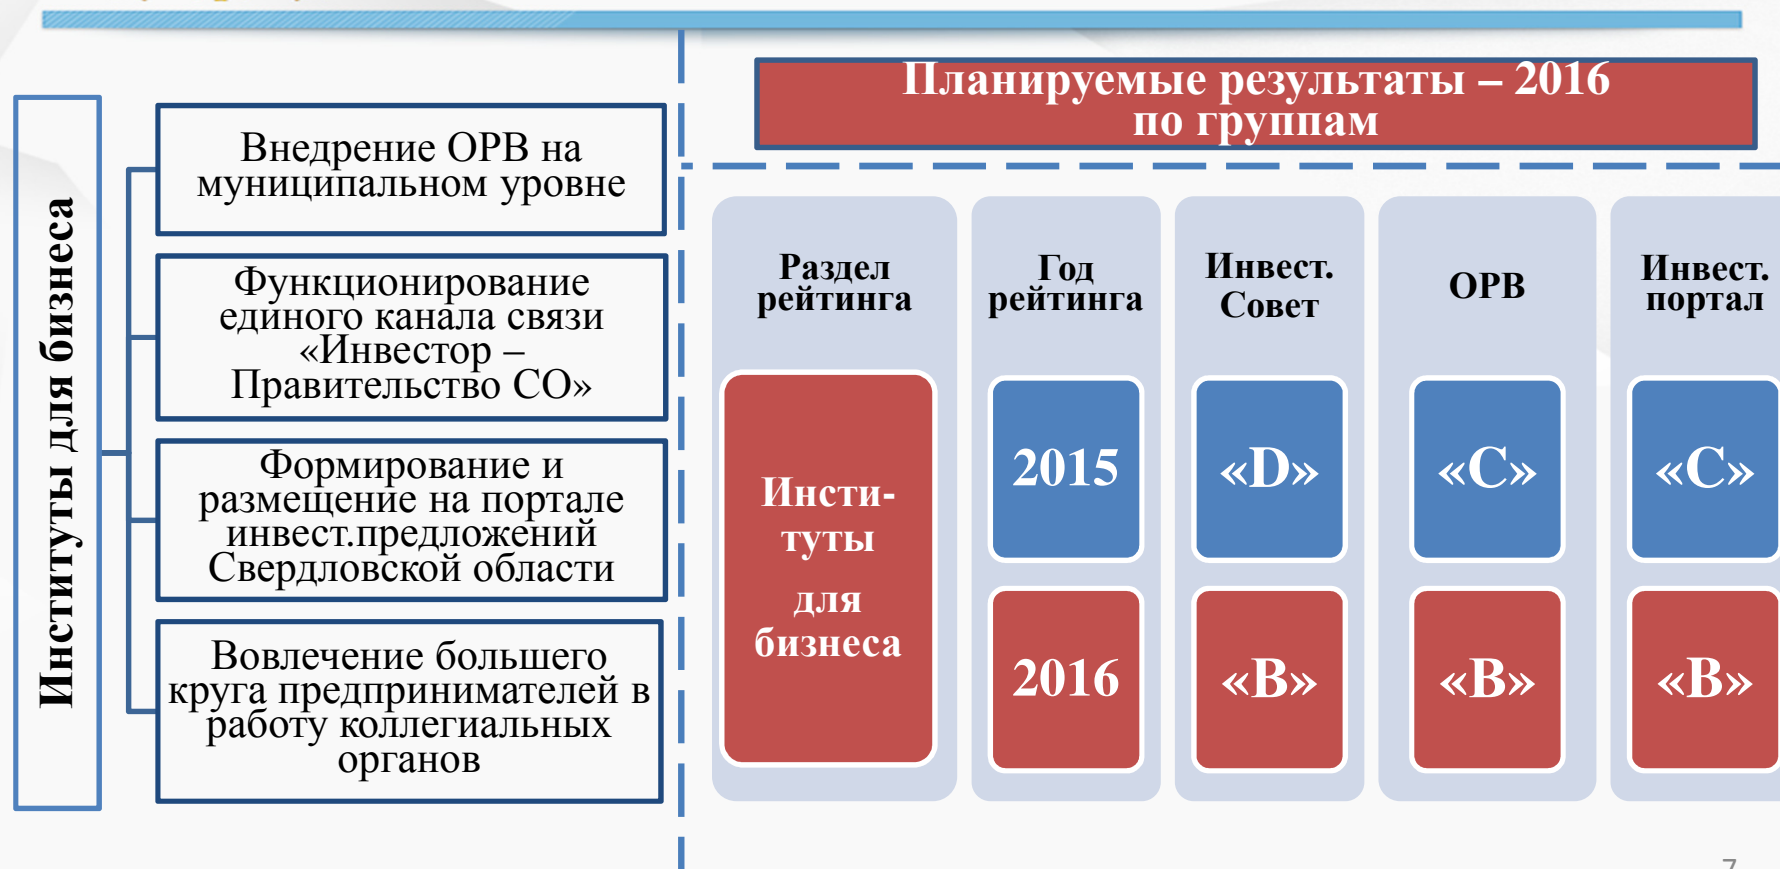 Институты для бизнеса
Внедрение ОРВ на
муниципальном уровне
Функционирование
единого канала связи
«Инвестор –
Правительство СО»
Формирование и
размещение на портале
инвест.предложений
Свердловской области
Вовлечение большего
круга предпринимателей в
работу коллегиальных
органов
Планируемые результаты – 2016
по группам
Раздел
рейтинга
Инсти-
туты
для
бизнеса
Год
рейтинга
2015
2016
Инвест.
Совет
«D»
«B»
ОРВ
«C»
«B»
Инвест.
портал
«C»
«B»
7